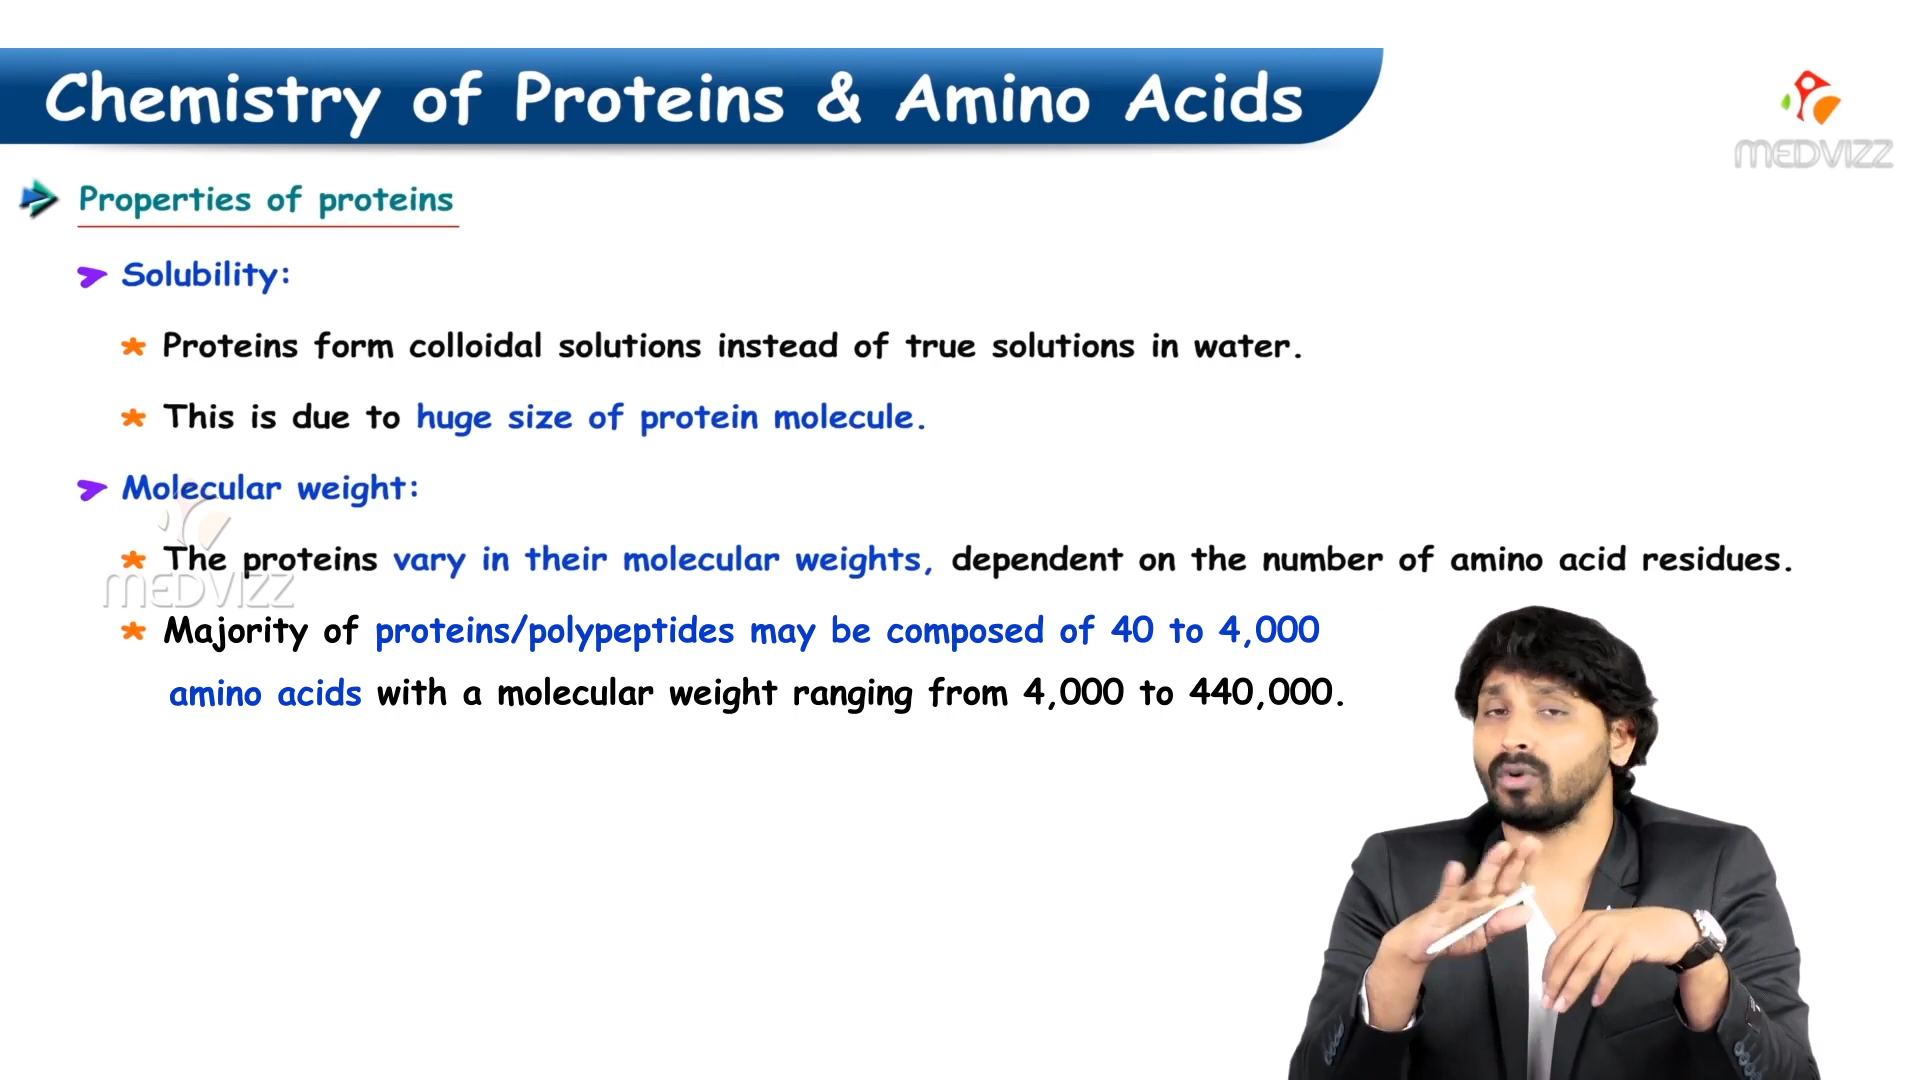 Chemistry of Proteins & Amino Acids
MEDVIZZ
Properties of proteins
Solubility:
Proteins form colloidal solutions instead of true solutions in water.
This is due to huge size of protein molecule.
Molecular weight:
The proteins vary in their molecular weights, dependent on the number of amino acid residues.
MEDVIZZ
Majority of proteins/polypeptides may be composed of 40 to 4,000
amino acids with a molecular weight ranging from 4,000 to 440,000.